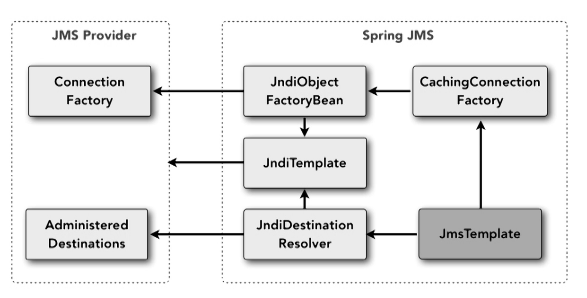 JMS Provider
Spring JMS
Connection
Factory
JndiObject
FactoryBean
CachingConnection
Factory
JndiTemplate
Administered
Destinations
JndiDestination
Resolver
JmsTemplate